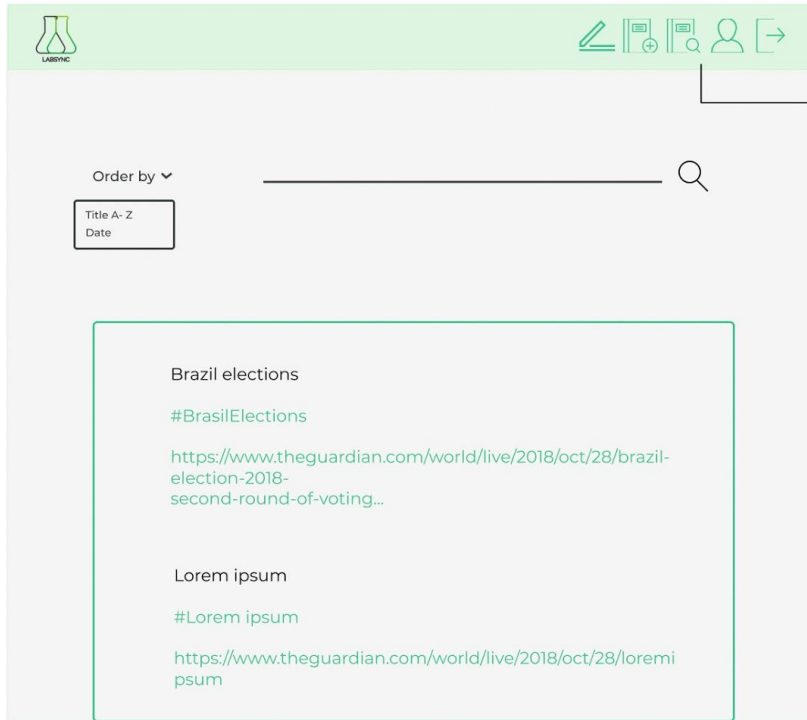 LABSYNC
Order by
Title A- Z
Date
Brazil elections
#BrasilElections
https://www.theguardian.com/world/live/2018/oct/28/brazil-
election-2018-
second-round-of-voting...
Lorem ipsum
#Lorem ipsum
https://www.theguardian.com/world/live/2018/oct/28/loremi
psum